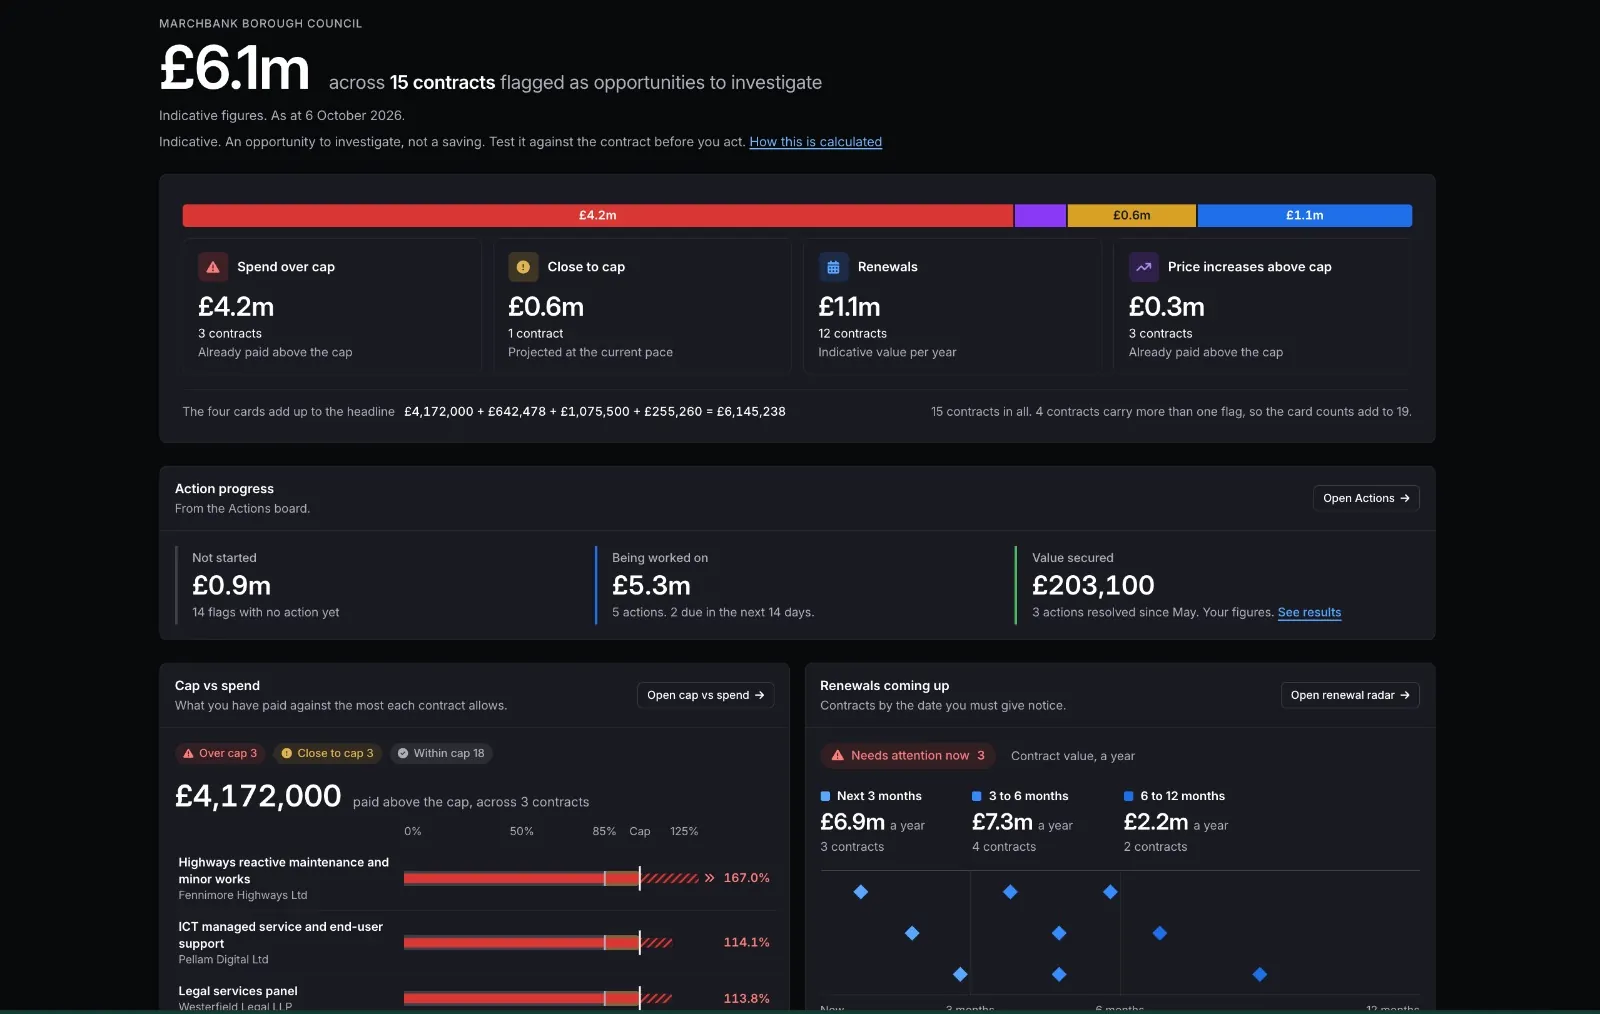 MARCHBANK BOROUGH COUNCIL
£6.1m across 15 contracts flagged as opportunities to investigate
Indicative figures. As at 6 October 2026.
Indicative. An opportunity to investigate, not a saving. Test it against the contract before you act. How this is calculated
£4.2m £0.6m £1.1m
Spend over cap
£4.2m
3 contracts
Already paid above the cap
Close to cap
£0.6m
1 contract
Projected at the current pace
Renewals
£1.1m
12 contracts
Indicative value per year
Price increases above cap
£0.3m
3 contracts
Already paid above the cap
The four cards add up to the headline £4,172,000 + £642,478 + £1,075,500 + £255,260 = £6,145,238
15 contracts in all. 4 contracts carry more than one flag, so the card counts add to 19.
Action progress
From the Actions board.
Open Actions →
Not started
£0.9m
14 flags with no action yet
Being worked on
£5.3m
5 actions. 2 due in the next 14 days.
Value secured
£203,100
3 actions resolved since May. Your figures. See results
Cap vs spend
What you have paid against the most each contract allows.
Open cap vs spend →
Over cap 3 Close to cap 3 Within cap 18
£4,172,000 paid above the cap, across 3 contracts
0% 50% 85% Cap 125%
Highways reactive maintenance and
minor works
Fennimore Highways Ltd
» 167.0%
ICT managed service and end-user
support
Pellam Digital Ltd
114.1%
Legal services panel
Westerfield Legal LLP
113.8%
Renewals coming up
Contracts by the date you must give notice.
Open renewal radar →
Needs attention now 3 Contract value, a year
Next 3 months
£6.9m a year
3 contracts
3 to 6 months
£7.3m a year
4 contracts
6 to 12 months
£2.2m a year
2 contracts
Now 3 months 6 months 12 months